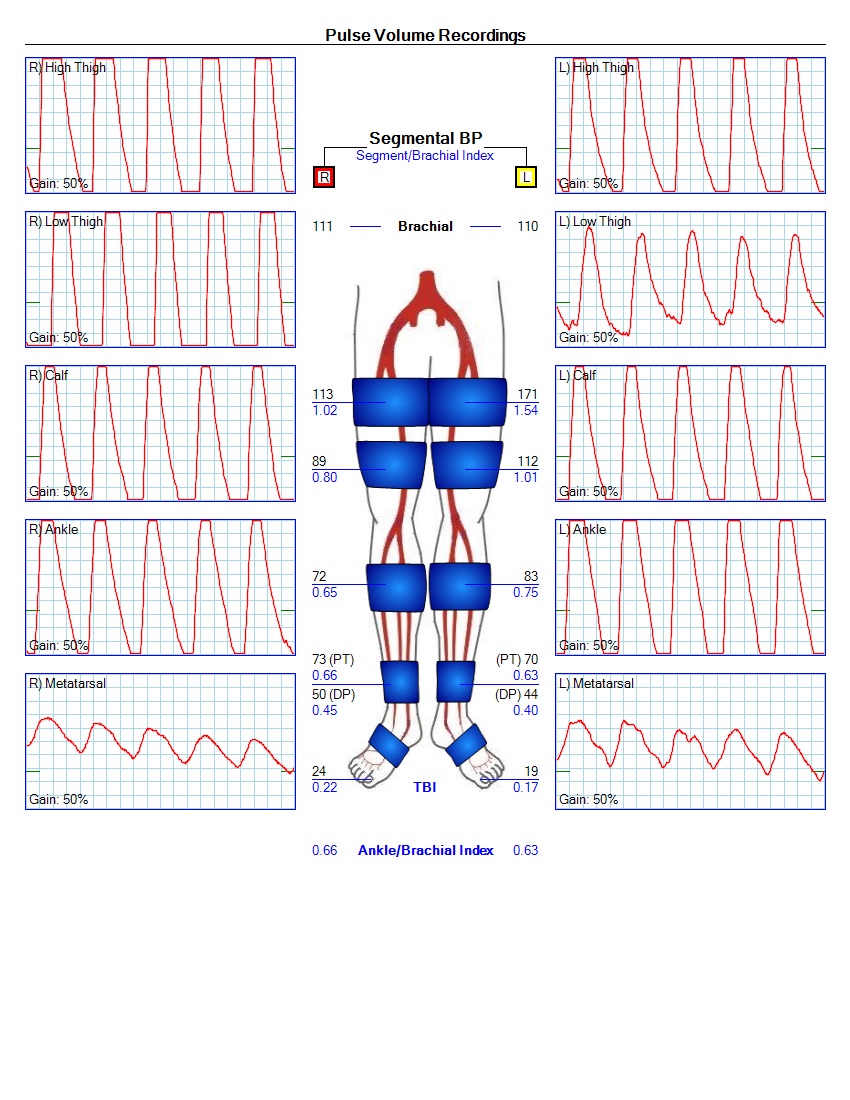 Pulse Volume Recordings
R) High Thigh
Gain: 50%
R) Low Thigh
Gain: 50%
R) Calf
Gain: 50%
R) Ankle
Gain: 50%
R) Metatarsal
Gain: 50%
Segmental BP
Segment/Brachial Index
R
L
111
Brachial
110
113
1.02
171
1.54
89
0.80
112
1.01
72
0.65
83
0.75
73 (PT)
0.66
50 (DP)
0.45
(PT) 70
0.63
(DP) 44
0.40
24
0.22
TBI
19
0.17
0.66 Ankle/Brachial Index 0.63
L) High Thigh
Gain: 50%
L) Low Thigh
Gain: 50%
L) Calf
Gain: 50%
L) Ankle
Gain: 50%
L) Metatarsal
Gain: 50%